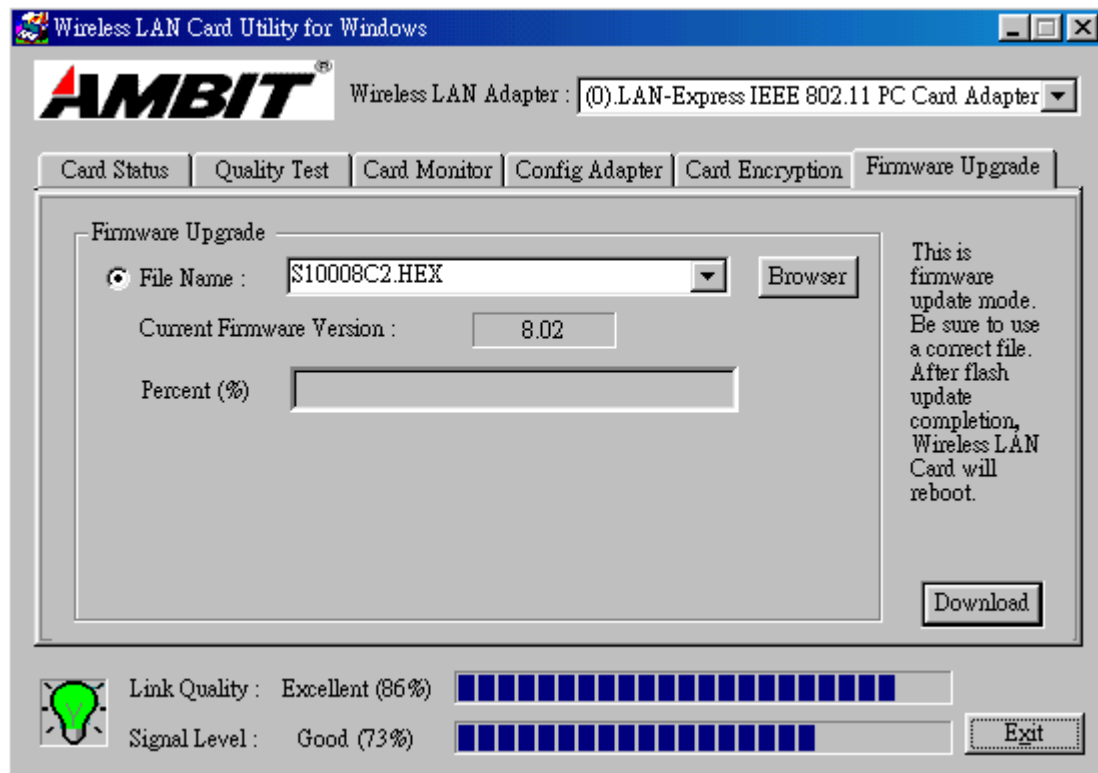 Wireless LAN Card Utility for Windows
AMBIT®
Wireless LAN Adapter : (0).LAN-Express IEEE 802.11 PC Card Adapter
Card Status Quality Test Card Monitor Config Adapter Card Encryption Firmware Upgrade
Firmware Upgrade
File Name : S10008C2.HEX Browser
Current Firmware Version : 8.02
Percent (%)
This is
firmware
update mode.
Be sure to use
a correct file.
After flash
update
completion,
Wireless LAN
Card will
reboot.
Download
Link Quality : Excellent (86%)
Signal Level : Good (73%)
Exit